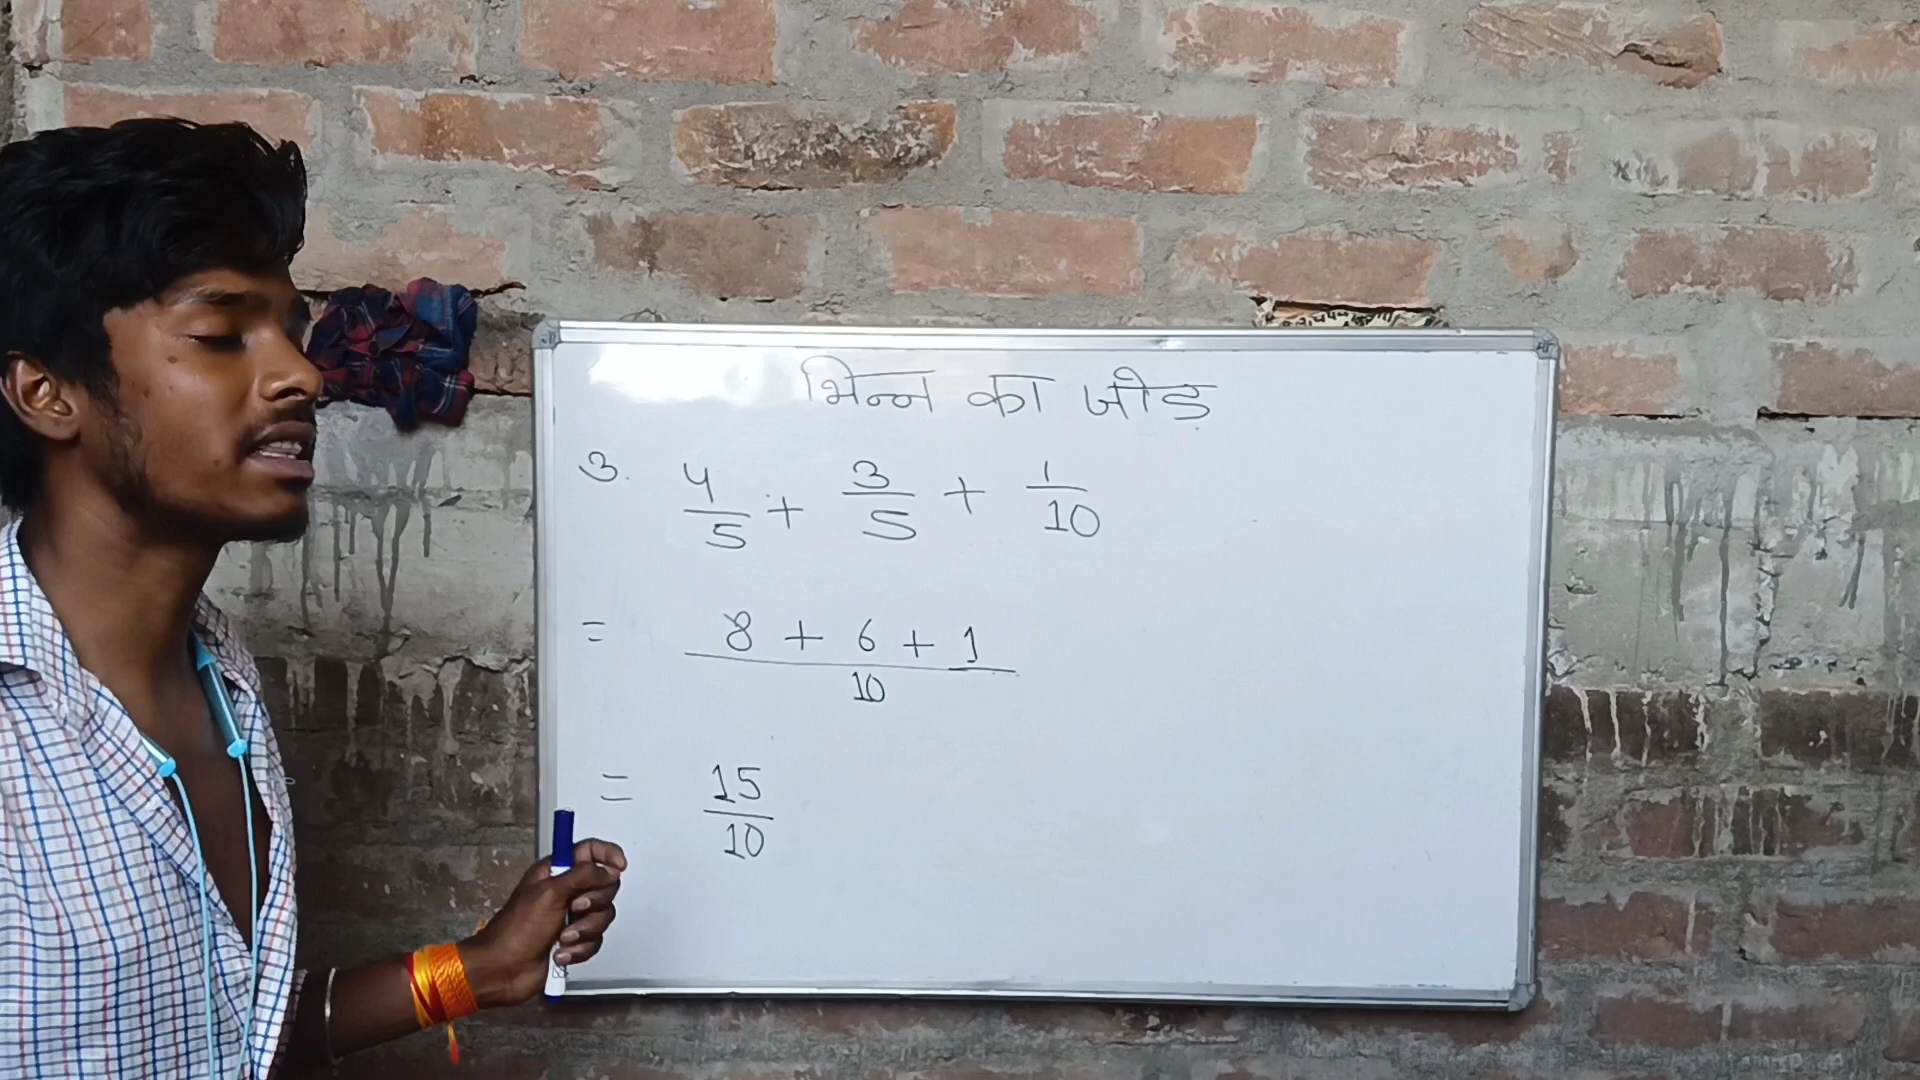 भिन्न का जोड़
3. 4/5 + 3/5 + 1/10
= 8 + 6 + 1 / 10
= 15/10